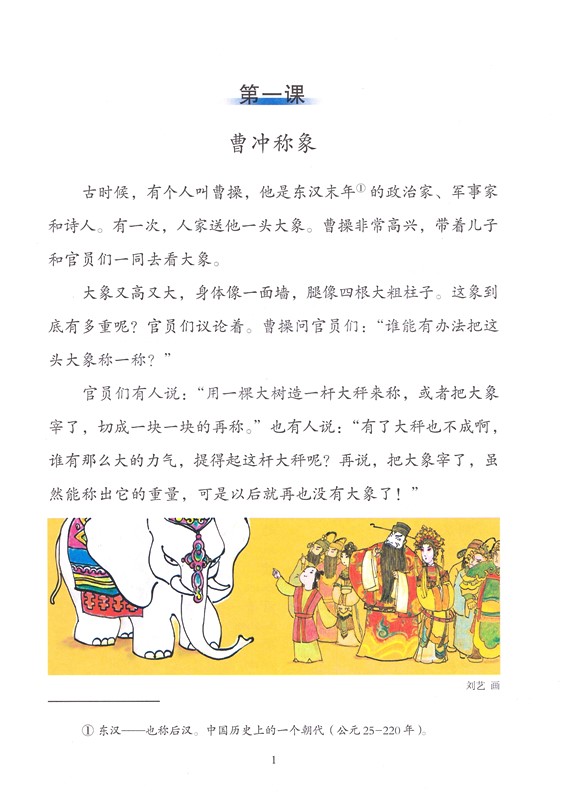 第一课
曹冲称象
古时候，有个人叫曹操，他是东汉末年①的政治家、军事家
和诗人。有一次，人家送他一头大象。曹操非常高兴，带着儿子
和官员们一同去看大象。
大象又高又大，身体像一面墙，腿像四根大粗柱子。这象到
底有多重呢？官员们议论着。曹操问官员们：“谁能有办法把这
头大象称一称？”
官员们有人说：“用一棵大树造一杆大秤来称，或者把大象
宰了，切成一块一块的再称。”也有人说：“有了大秤也不成啊，
谁有那么大的力气，提得起这杆大秤呢？再说，把大象宰了，虽
然能称出它的重量，可是以后就再也没有大象了！”
刘艺 画
① 东汉——也称后汉。中国历史上的一个朝代（公元25-220年）。
1